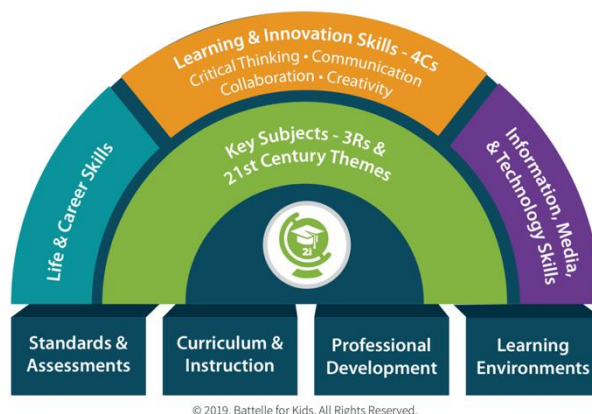 Learning & Innovation Skills - 4Cs
Critical Thinking • Communication
Collaboration • Creativity
Life & Career Skills
Key Subjects - 3Rs &
21st Century Themes
Information, Media,
& Technology Skills
2i
Standards &
Assessments
Curriculum &
Instruction
Professional
Development
Learning
Environments
© 2019, Battelle for Kids. All Rights Reserved.